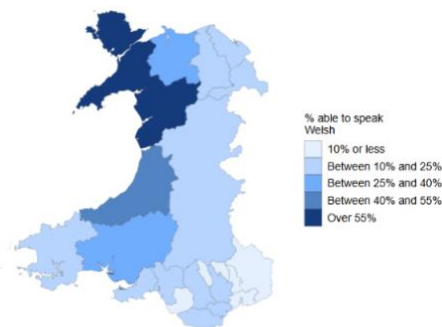 % able to speak
Welsh
10% or less
Between 10% and 25%
Between 25% and 40%
Between 40% and 55%
Over 55%